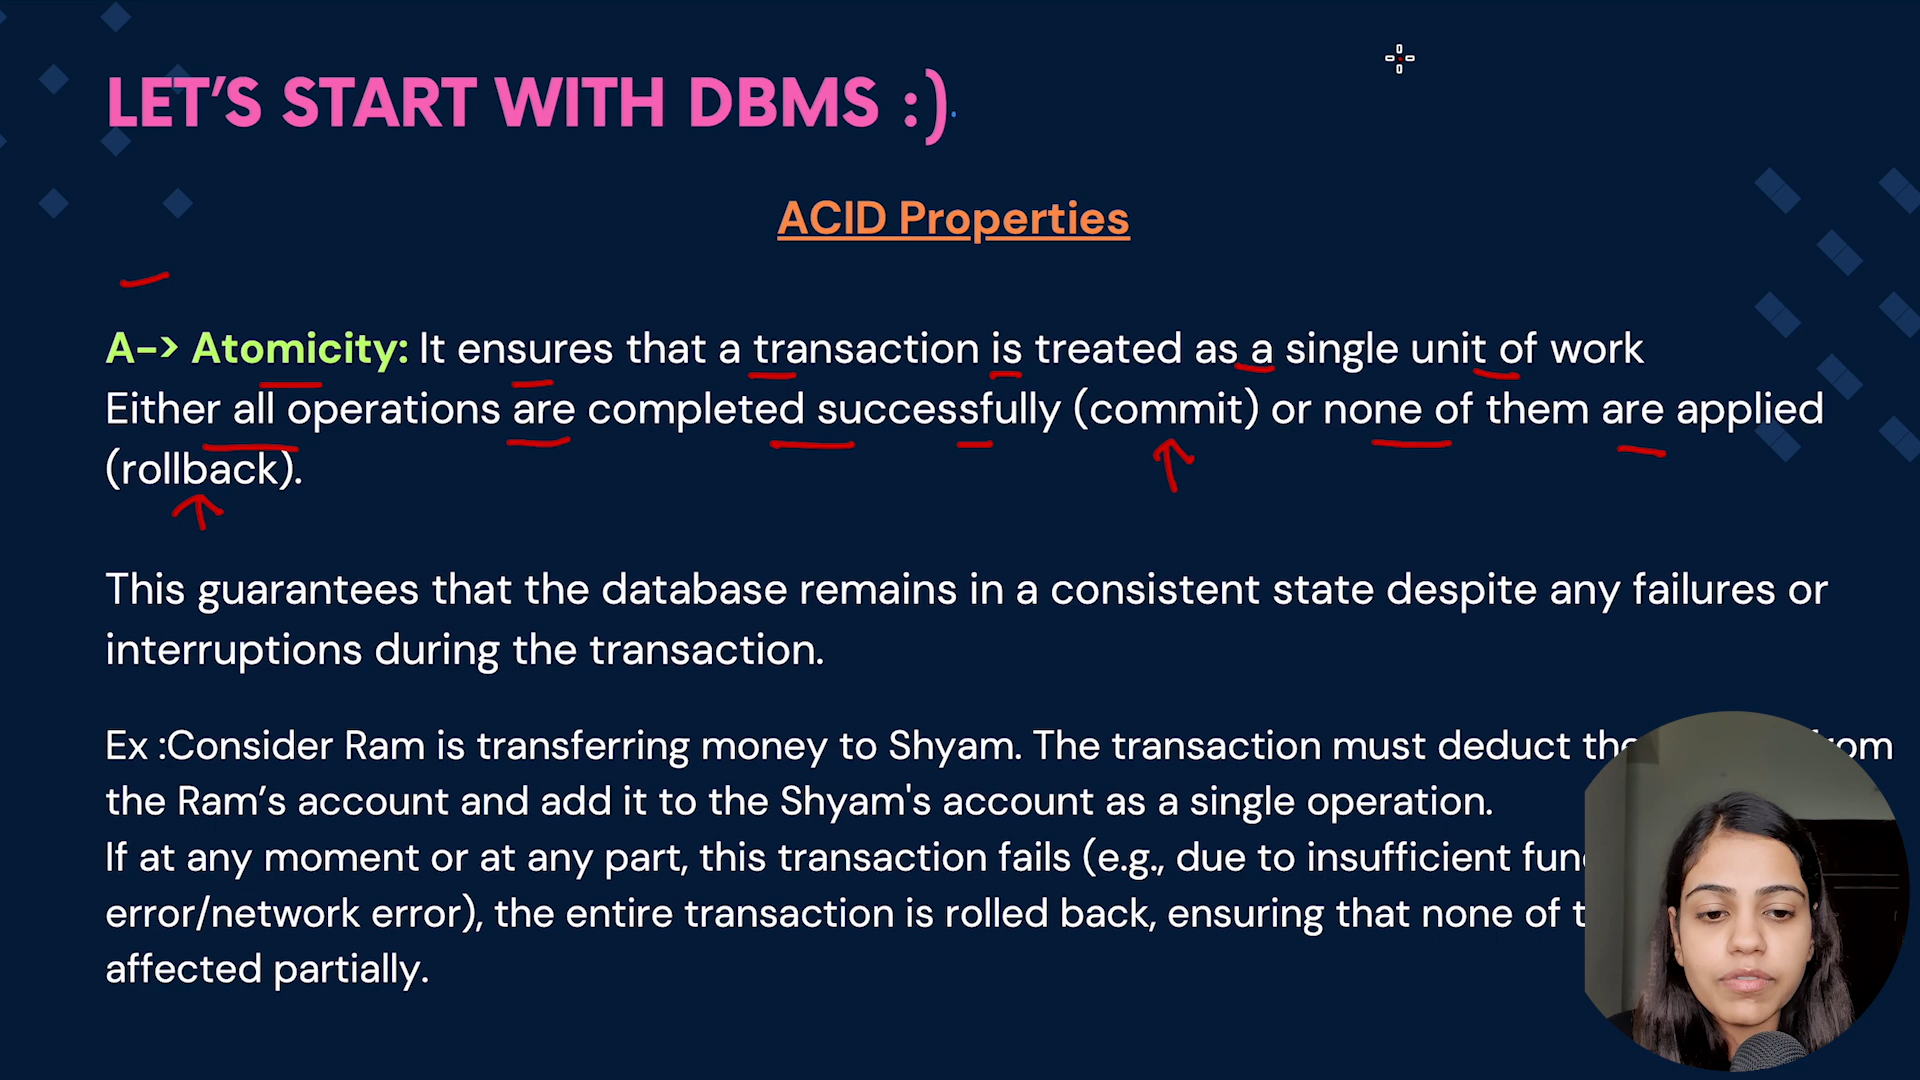 LET'S START WITH DBMS :)
ACID Properties
A-> Atomicity: It ensures that a transaction is treated as a single unit of work
Either all operations are completed successfully (commit) or none of them are applied
(rollback).
This guarantees that the database remains in a consistent state despite any failures or
interruptions during the transaction.
Ex :Consider Ram is transferring money to Shyam. The transaction must deduct the from
the Ram's account and add it to the Shyam's account as a single operation.
If at any moment or at any part, this transaction fails (e.g., due to insufficient
error/network error), the entire transaction is rolled back, ensuring that none of
affected partially.